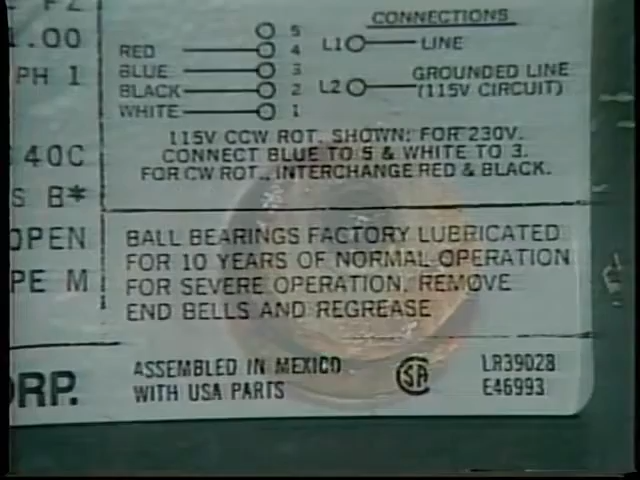 1.00
PH 1
40C
S B*
OPEN
PE M
RP.
CONNECTIONS
5
RED 4 L1 LINE
BLUE 3
BLACK 2 L2 GROUNDED LINE
(115V CIRCUIT)
WHITE 1
115V CCW ROT. SHOWN: FOR 230V.
CONNECT BLUE TO 5 & WHITE TO 3.
FOR CW ROT., INTERCHANGE RED & BLACK.
BALL BEARINGS FACTORY LUBRICATED
FOR 10 YEARS OF NORMAL OPERATION
FOR SEVERE OPERATION, REMOVE
END BELLS AND REGREASE
ASSEMBLED IN MEXICO
WITH USA PARTS
SA
LR39028
E46993